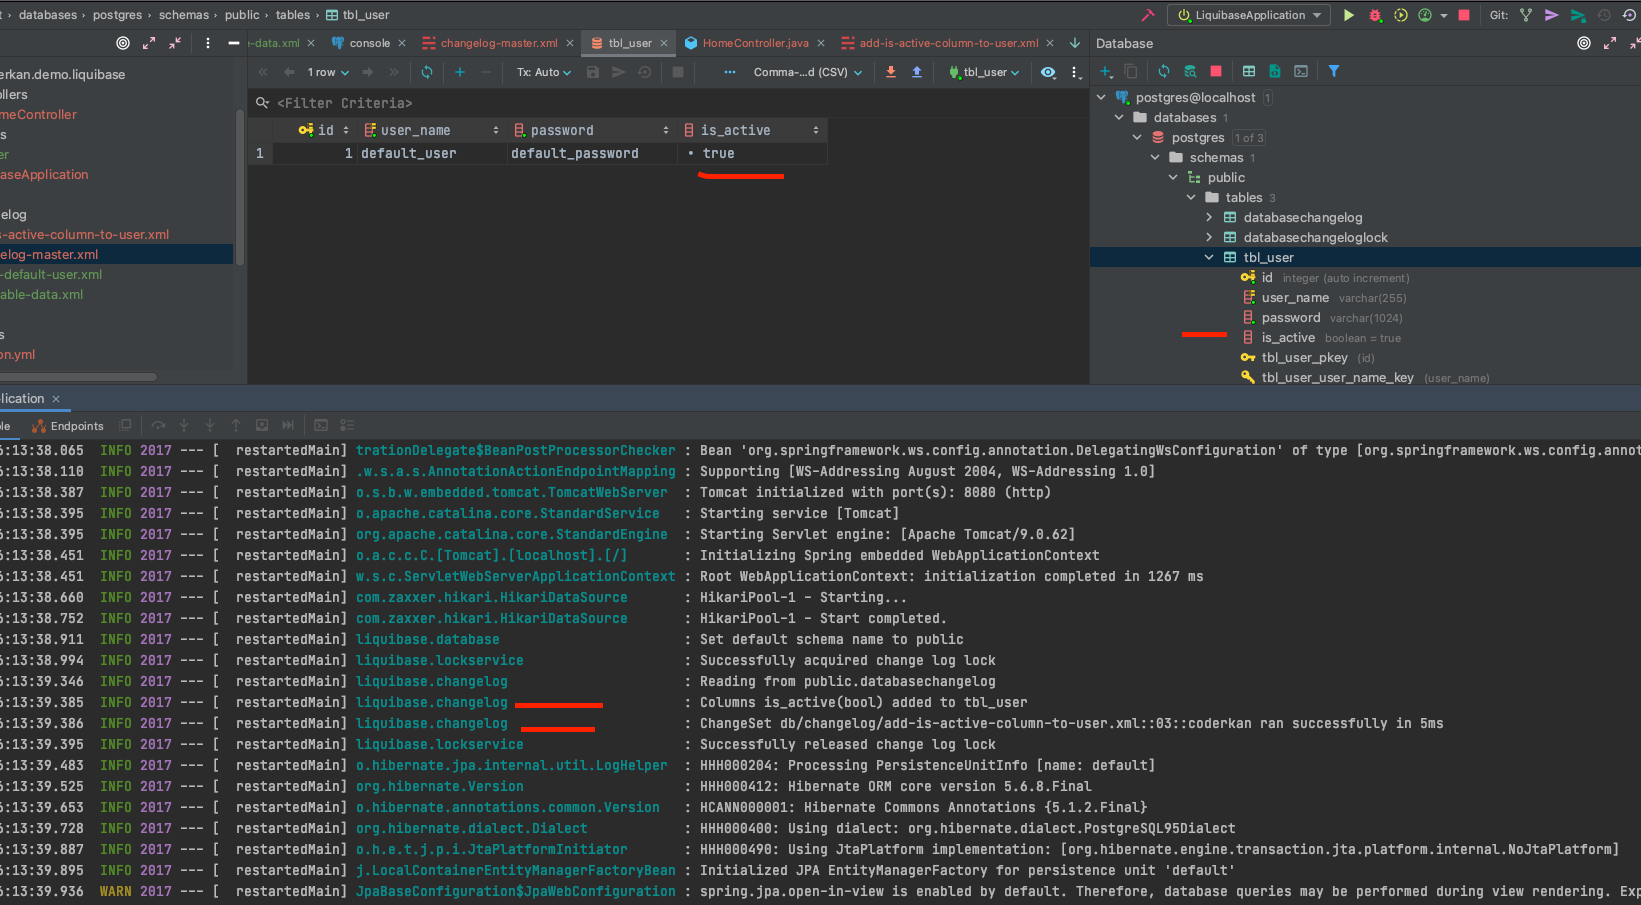 databases › postgres › schemas › public › tables › tbl_user
LiquibaseApplication
Git:
e-data.xml
console
changelog-master.xml
tbl_user
HomeController.java
add-is-active-column-to-user.xml
Database
1 row
Tx: Auto
Comma-...d (CSV)
tbl_user
<Filter Criteria>
id user_name password is_active
1 1 default_user default_password true
erkan.demo.liquibase
llers
meController
s
er
aseApplication
elog
s-active-column-to-user.xml
elog-master.xml
-default-user.xml
able-data.xml
s
on.yml
postgres@localhost 1
databases 1
postgres 1 of 3
schemas 1
public
tables 3
databasechangelog
databasechangeloglock
tbl_user
id integer (auto increment)
user_name varchar(255)
password varchar(1024)
is_active boolean = true
tbl_user_pkey (id)
tbl_user_user_name_key (user_name)
lication
le Endpoints
6:13:38.065 INFO 2017 --- [ restartedMain] trationDelegate$BeanPostProcessorChecker : Bean 'org.springframework.ws.config.annotation.DelegatingWsConfiguration' of type [org.springframework.ws.config.annot
6:13:38.110 INFO 2017 --- [ restartedMain] .w.s.a.s.AnnotationActionEndpointMapping : Supporting [WS-Addressing August 2004, WS-Addressing 1.0]
6:13:38.387 INFO 2017 --- [ restartedMain] o.s.b.w.embedded.tomcat.TomcatWebServer : Tomcat initialized with port(s): 8080 (http)
6:13:38.395 INFO 2017 --- [ restartedMain] o.apache.catalina.core.StandardService : Starting service [Tomcat]
6:13:38.395 INFO 2017 --- [ restartedMain] org.apache.catalina.core.StandardEngine : Starting Servlet engine: [Apache Tomcat/9.0.62]
6:13:38.451 INFO 2017 --- [ restartedMain] o.a.c.c.C.[Tomcat].[localhost].[/] : Initializing Spring embedded WebApplicationContext
6:13:38.451 INFO 2017 --- [ restartedMain] w.s.c.ServletWebServerApplicationContext : Root WebApplicationContext: initialization completed in 1267 ms
6:13:38.660 INFO 2017 --- [ restartedMain] com.zaxxer.hikari.HikariDataSource : HikariPool-1 - Starting...
6:13:38.752 INFO 2017 --- [ restartedMain] com.zaxxer.hikari.HikariDataSource : HikariPool-1 - Start completed.
6:13:38.911 INFO 2017 --- [ restartedMain] liquibase.database : Set default schema name to public
6:13:38.994 INFO 2017 --- [ restartedMain] liquibase.lockservice : Successfully acquired change log lock
6:13:39.346 INFO 2017 --- [ restartedMain] liquibase.changelog : Reading from public.databasechangelog
6:13:39.385 INFO 2017 --- [ restartedMain] liquibase.changelog : Columns is_active(bool) added to tbl_user
6:13:39.386 INFO 2017 --- [ restartedMain] liquibase.changelog : ChangeSet db/changelog/add-is-active-column-to-user.xml::03::coderkan ran successfully in 5ms
6:13:39.395 INFO 2017 --- [ restartedMain] liquibase.lockservice : Successfully released change log lock
6:13:39.483 INFO 2017 --- [ restartedMain] o.hibernate.jpa.internal.util.LogHelper : HHH000204: Processing PersistenceUnitInfo [name: default]
6:13:39.525 INFO 2017 --- [ restartedMain] org.hibernate.Version : HHH000412: Hibernate ORM core version 5.6.8.Final
6:13:39.653 INFO 2017 --- [ restartedMain] o.hibernate.annotations.common.Version : HCANN000001: Hibernate Commons Annotations {5.1.2.Final}
6:13:39.728 INFO 2017 --- [ restartedMain] org.hibernate.dialect.Dialect : HHH000400: Using dialect: org.hibernate.dialect.PostgreSQL95Dialect
6:13:39.887 INFO 2017 --- [ restartedMain] o.h.e.t.j.p.i.JtaPlatformInitiator : HHH000490: Using JtaPlatform implementation: [org.hibernate.engine.transaction.jta.platform.internal.NoJtaPlatform]
6:13:39.895 INFO 2017 --- [ restartedMain] j.LocalContainerEntityManagerFactoryBean : Initialized JPA EntityManagerFactory for persistence unit 'default'
6:13:39.936 WARN 2017 --- [ restartedMain] JpaBaseConfiguration$JpaWebConfiguration : spring.jpa.open-in-view is enabled by default. Therefore, database queries may be performed during view rendering. Exp